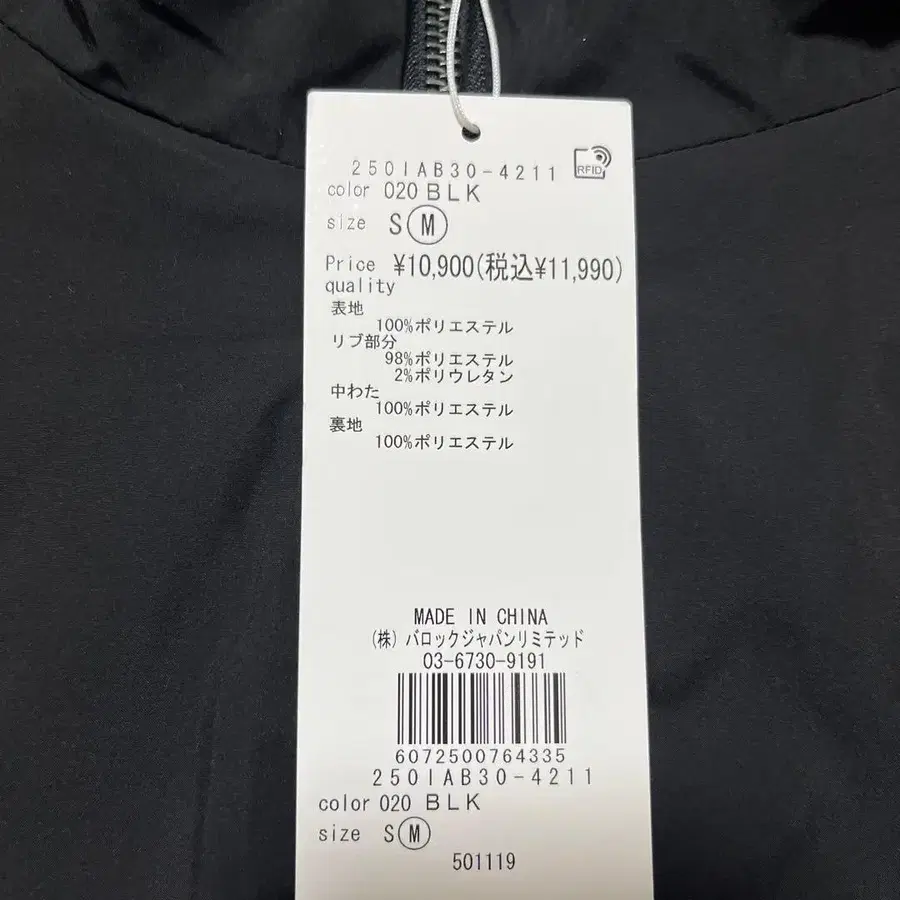 250IAB30-4211
RFID
color 020 BLK
size S M
Price ¥10,900(税込¥11,990)
quality
表地
100%ポリエステル
リブ部分
98%ポリエステル
2%ポリウレタン
中わた
100%ポリエステル
裏地
100%ポリエステル
MADE IN CHINA
(株) バロックジャパンリミテッド
03-6730-9191
6072500764335
250IAB30-4211
color 020 BLK
size S M
501119